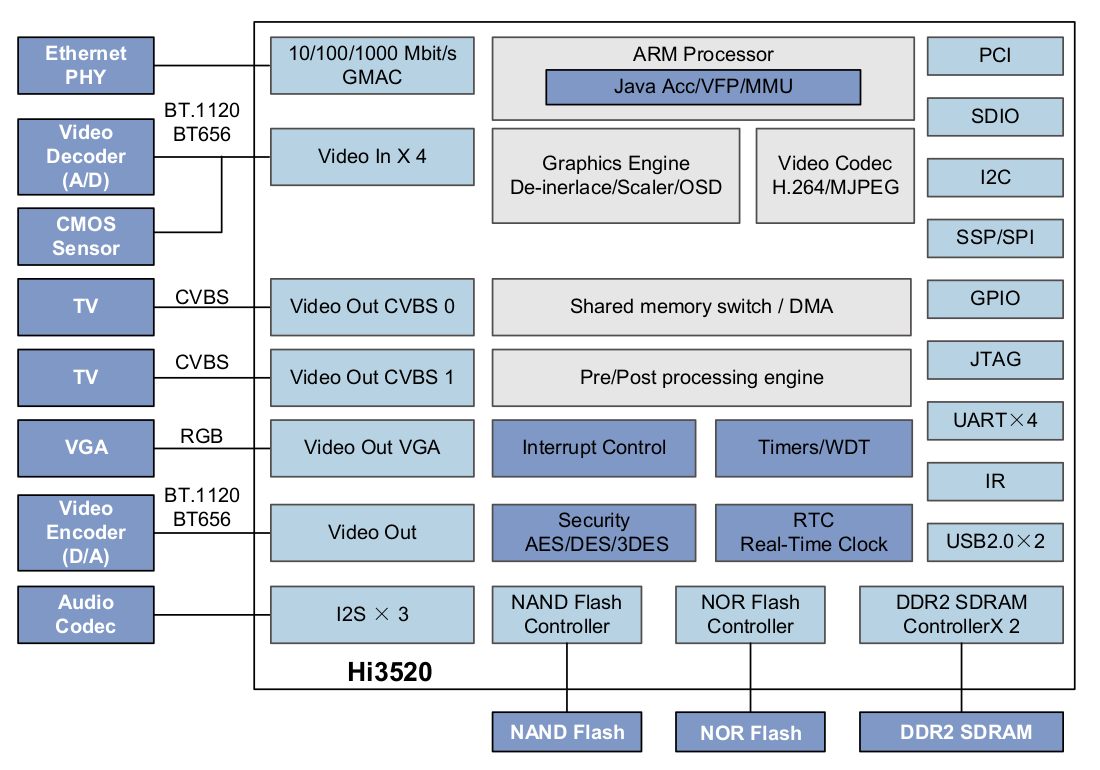 Ethernet
PHY
10/100/1000 Mbit/s
GMAC
ARM Processor
Java Acc/VFP/MMU
PCI
BT.1120
BT656
SDIO
Video
Decoder
(A/D)
Video In X 4
Graphics Engine
De-inerlace/Scaler/OSD
Video Codec
H.264/MJPEG
I2C
CMOS
Sensor
SSP/SPI
TV
CVBS
Video Out CVBS 0
Shared memory switch / DMA
GPIO
TV
CVBS
Video Out CVBS 1
Pre/Post processing engine
JTAG
VGA
RGB
Video Out VGA
Interrupt Control
Timers/WDT
UART×4
IR
BT.1120
BT656
Video
Encoder
(D/A)
Video Out
Security
AES/DES/3DES
RTC
Real-Time Clock
USB2.0×2
Audio
Codec
I2S × 3
NAND Flash
Controller
NOR Flash
Controller
DDR2 SDRAM
ControllerX 2
Hi3520
NAND Flash
NOR Flash
DDR2 SDRAM